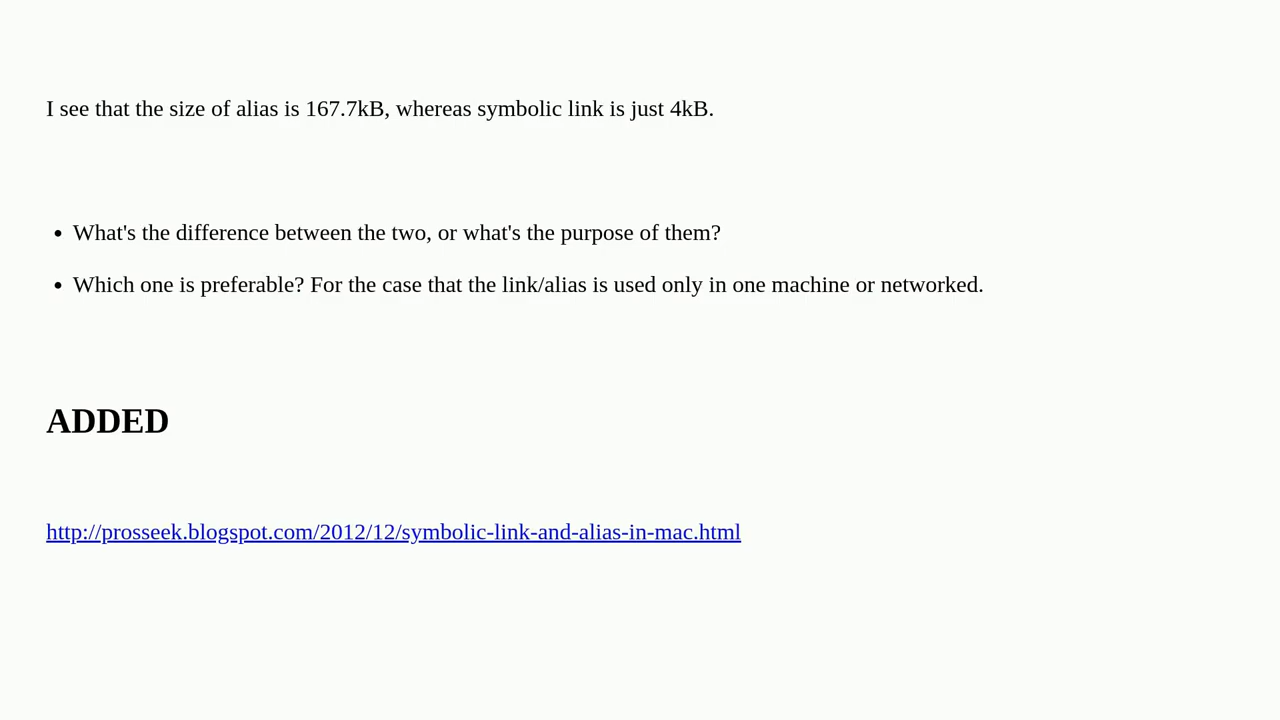 I see that the size of alias is 167.7kB, whereas symbolic link is just 4kB.
• What's the difference between the two, or what's the purpose of them?
• Which one is preferable? For the case that the link/alias is used only in one machine or networked.
ADDED
http://prosseek.blogspot.com/2012/12/symbolic-link-and-alias-in-mac.html